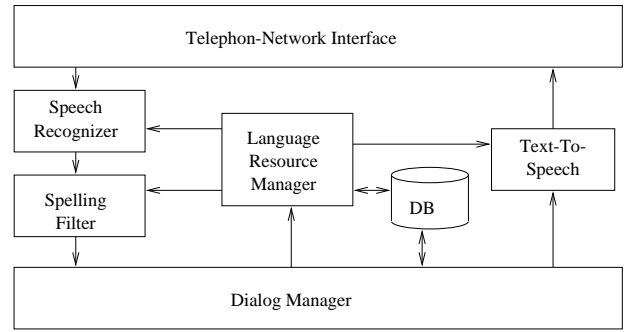 Telephon-Network Interface
Speech
Recognizer
Language
Resource
Manager
Text-To-
Speech
Spelling
Filter
DB
Dialog Manager